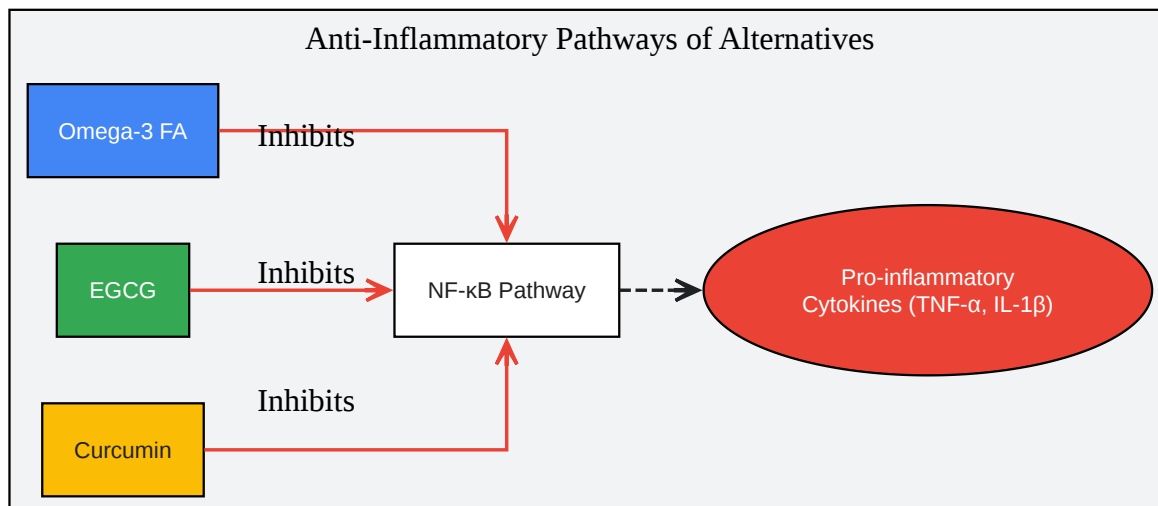 Anti-Inflammatory Pathways of Alternatives
Omega-3 FA
Inhibits
EGCG
Inhibits
NF-κB Pathway
Pro-inflammatory
Cytokines (TNF-α, IL-1β)
Inhibits
Curcumin